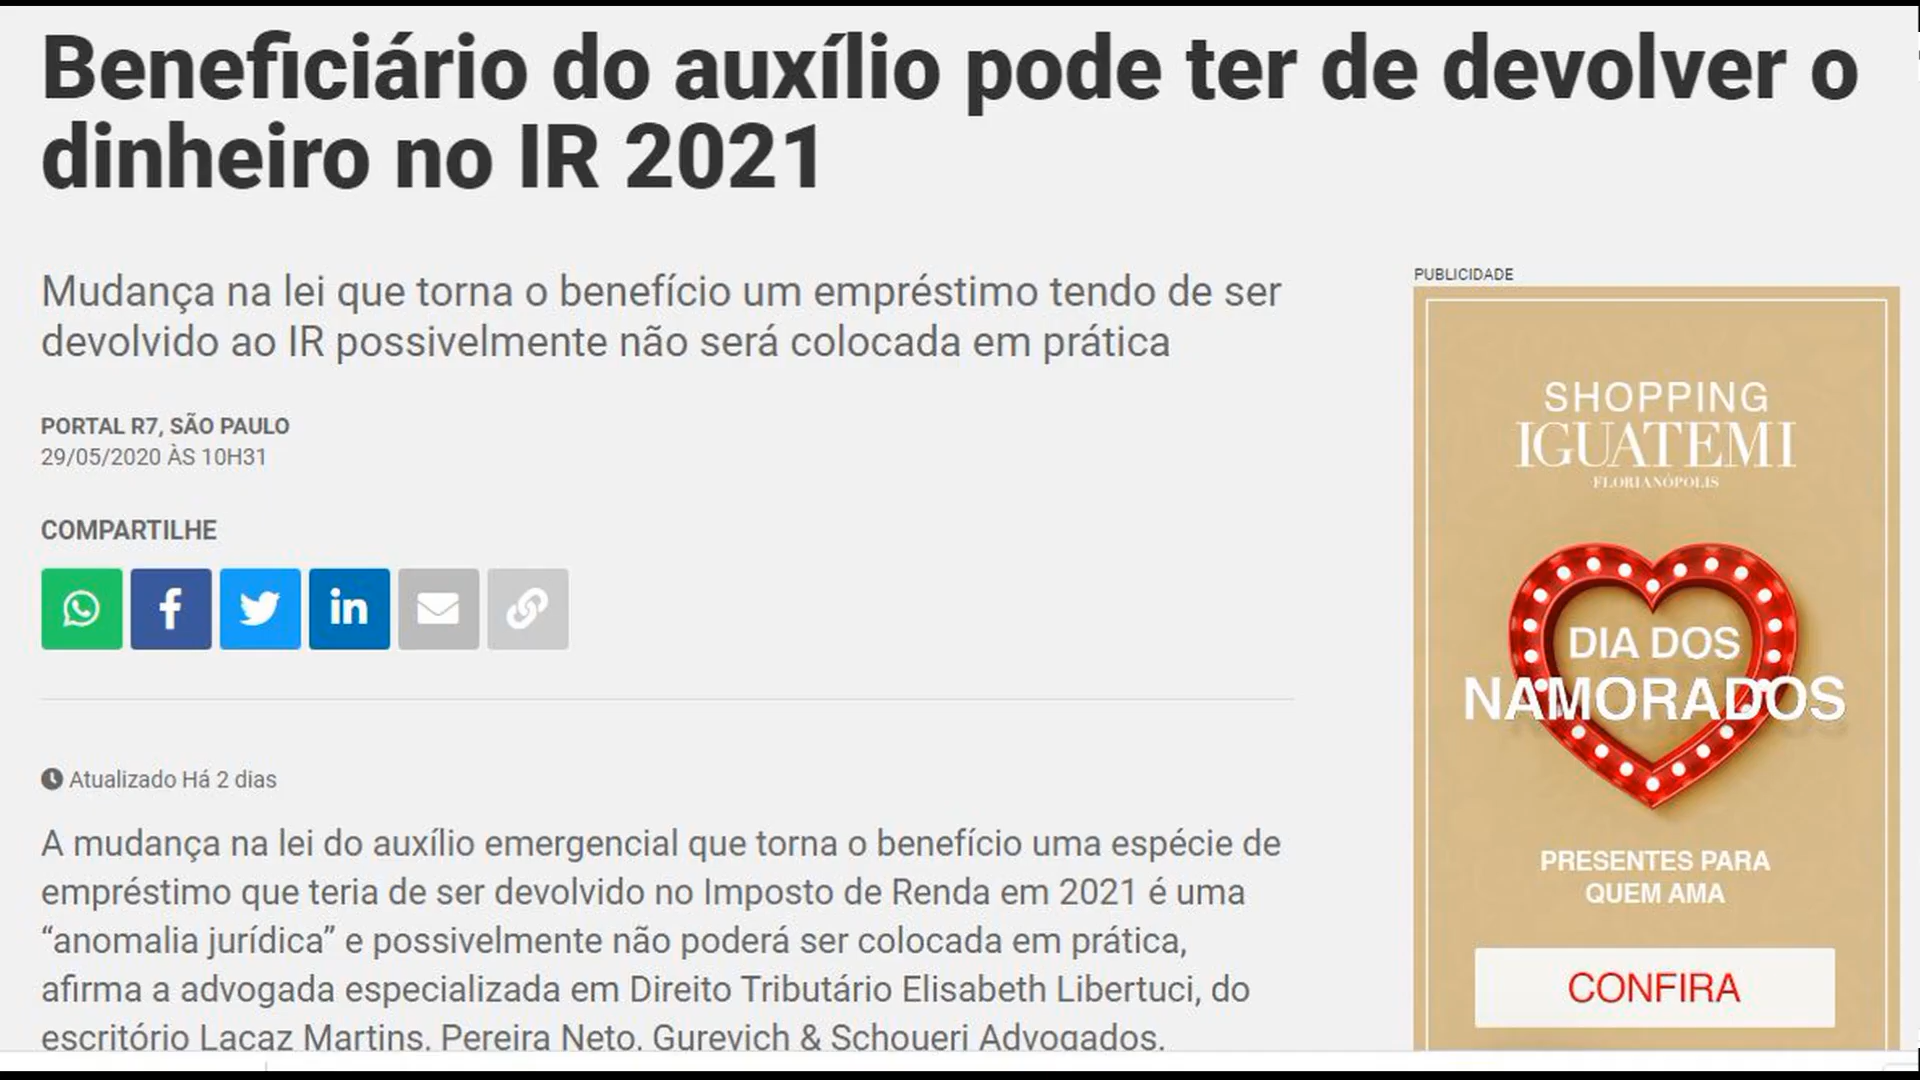 Beneficiário do auxílio pode ter de devolver o
dinheiro no IR 2021
Mudança na lei que torna o benefício um empréstimo tendo de ser
devolvido ao IR possivelmente não será colocada em prática
PORTAL R7, SÃO PAULO
29/05/2020 ÀS 10H31
COMPARTILHE
Atualizado Há 2 dias
A mudança na lei do auxílio emergencial que torna o benefício uma espécie de
empréstimo que teria de ser devolvido no Imposto de Renda em 2021 é uma
“anomalia jurídica” e possivelmente não poderá ser colocada em prática,
afirma a advogada especializada em Direito Tributário Elisabeth Libertuci, do
escritório Lacaz Martins, Pereira Neto, Gurevich & Schoueri Advogados.
PUBLICIDADE
SHOPPING
IGUATEMI
FLORIANÓPOLIS
DIA DOS
NAMORADOS
PRESENTES PARA
QUEM AMA
CONFIRA